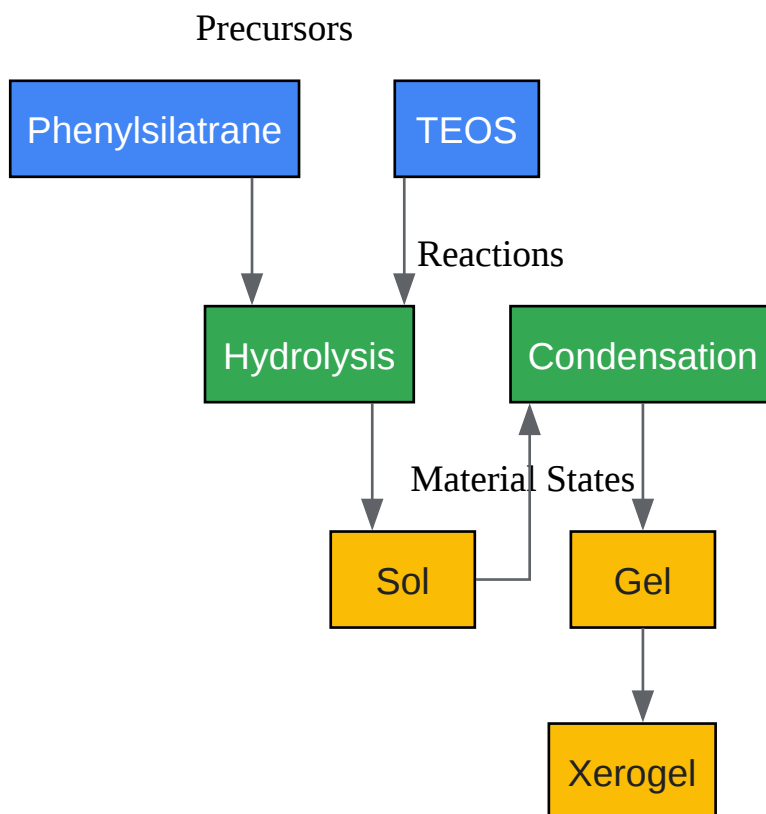 Precursors
Phenylsilatrane
TEOS
Reactions
Hydrolysis
Condensation
Material States
Sol
Gel
Xerogel